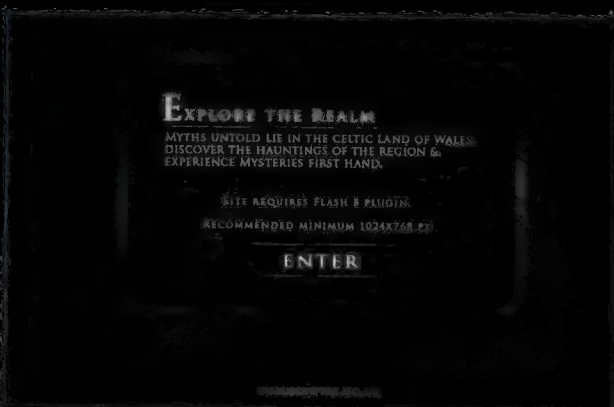 EXPLORE THE REALM
MYTHS UNTOLD LIE IN THE CELTIC LAND OF WALES.
DISCOVER THE HAUNTINGS OF THE REGION &
EXPERIENCE MYSTERIES FIRST HAND.
SITE REQUIRES FLASH 8 PLUGIN.
RECOMMENDED MINIMUM 1024X768 PX
ENTER